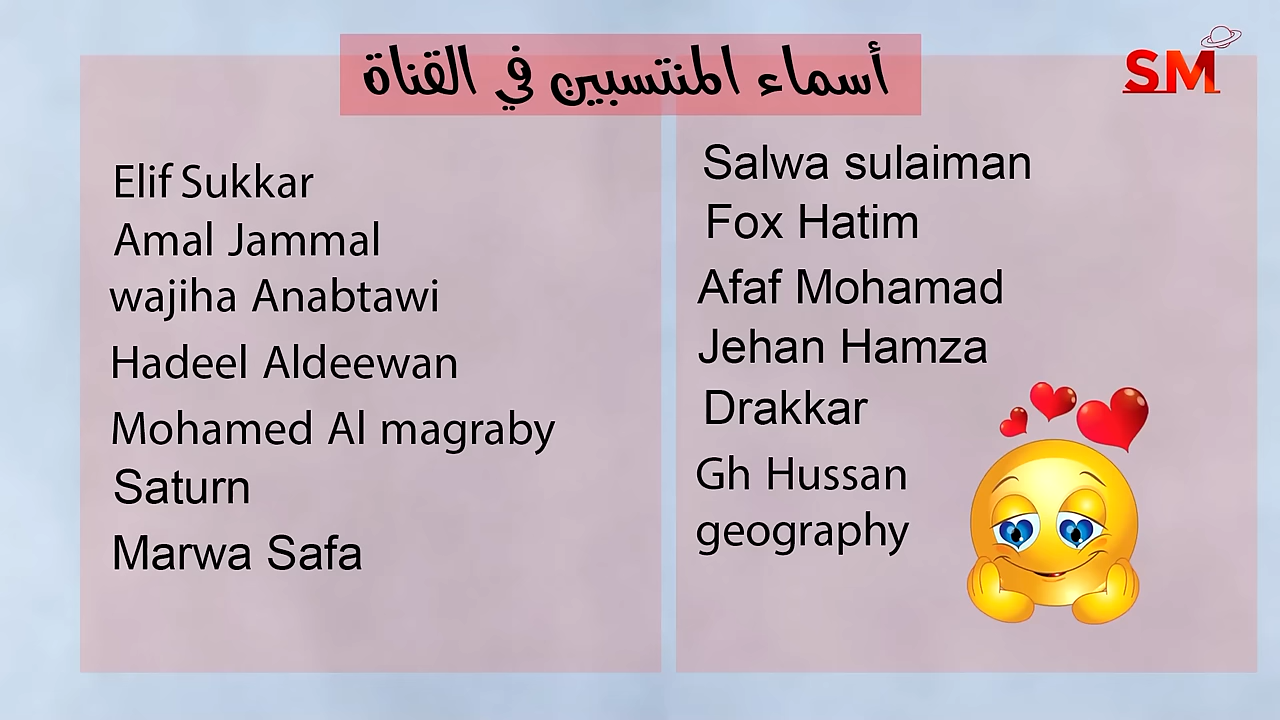 أسماء المنتسبين في القناة
SM
Elif Sukkar
Amal Jammal
wajiha Anabtawi
Hadeel Aldeewan
Mohamed Al magraby
Saturn
Marwa Safa
Salwa sulaiman
Fox Hatim
Afaf Mohamad
Jehan Hamza
Drakkar
Gh Hussan
geography